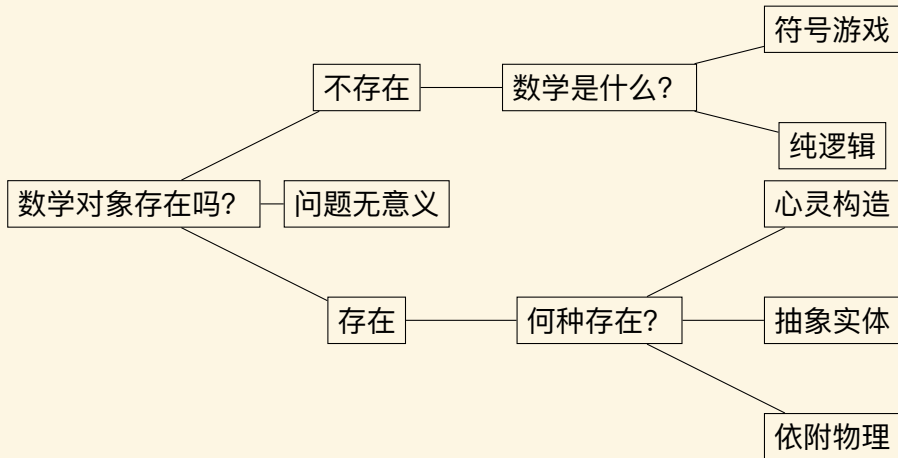 符号游戏
不存在
数学是什么？
纯逻辑
数学对象存在吗？
问题无意义
心灵构造
存在
何种存在？
抽象实体
依附物理